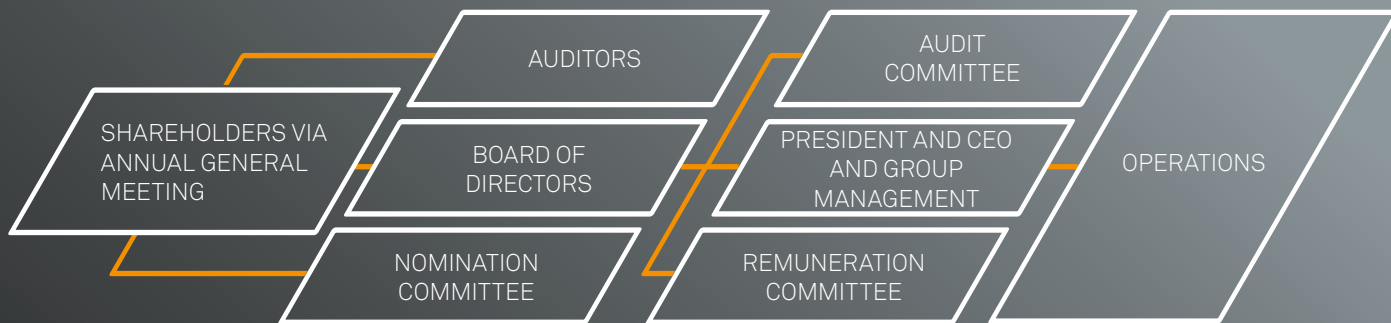 SHAREHOLDERS VIA
ANNUAL GENERAL
MEETING
AUDITORS
BOARD OF
DIRECTORS
NOMINATION
COMMITTEE
AUDIT
COMMITTEE
PRESIDENT AND CEO
AND GROUP
MANAGEMENT
REMUNERATION
COMMITTEE
OPERATIONS